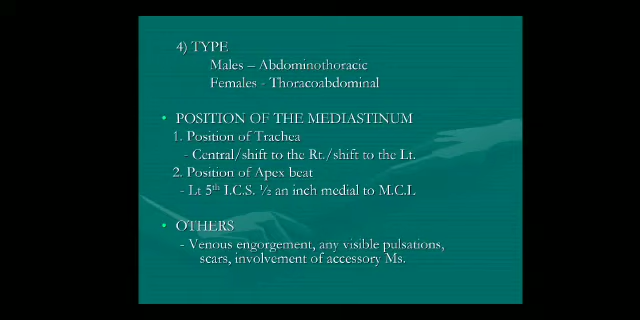 4) TYPE
Males – Abdominothoracic
Females - Thoracoabdominal
• POSITION OF THE MEDIASTINUM
1. Position of Trachea
- Central/shift to the Rt./shift to the Lt.
2. Position of Apex beat
- Lt 5th I.C.S. ½ an inch medial to M.C.L
• OTHERS
- Venous engorgement, any visible pulsations,
scars, involvement of accessory Ms.